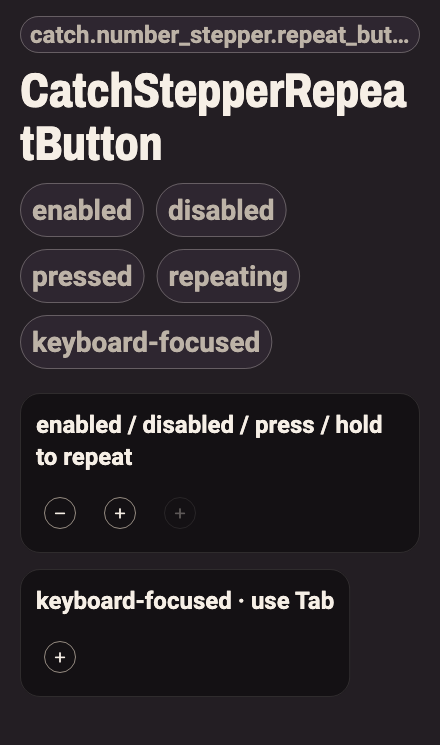 catch.number_stepper.repeat_but...
CatchStepperRepea
tButton
enabled disabled
pressed repeating
keyboard-focused
enabled / disabled / press / hold
to repeat
− + +
keyboard-focused · use Tab
+